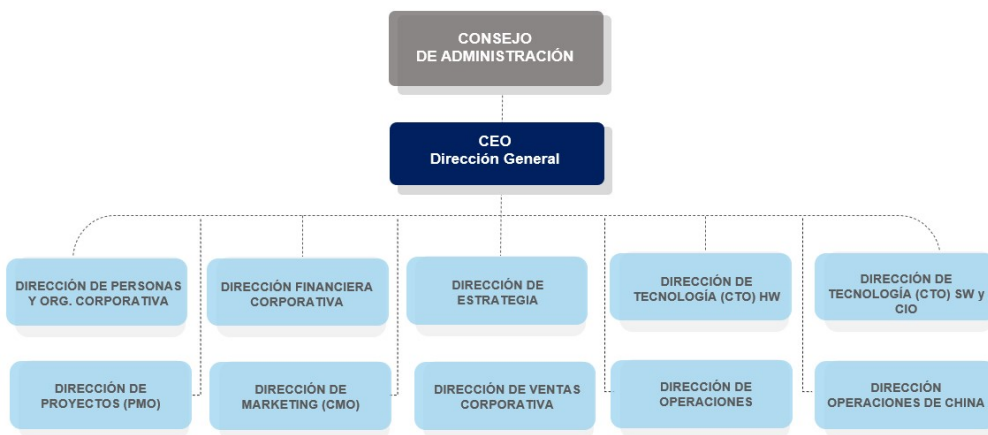 CONSEJO
DE ADMINISTRACIÓN
CEO
Dirección General
DIRECCIÓN DE PERSONAS
Y ORG. CORPORATIVA
DIRECCIÓN FINANCIERA
CORPORATIVA
DIRECCIÓN DE
ESTRATEGIA
DIRECCIÓN DE
TECNOLOGÍA (CTO) HW
DIRECCIÓN DE
TECNOLOGÍA (CTO) SW y
CIO
DIRECCIÓN DE
PROYECTOS (PMO)
DIRECCIÓN DE
MARKETING (CMO)
DIRECCIÓN DE VENTAS
CORPORATIVA
DIRECCIÓN DE
OPERACIONES
DIRECCIÓN
OPERACIONES DE CHINA